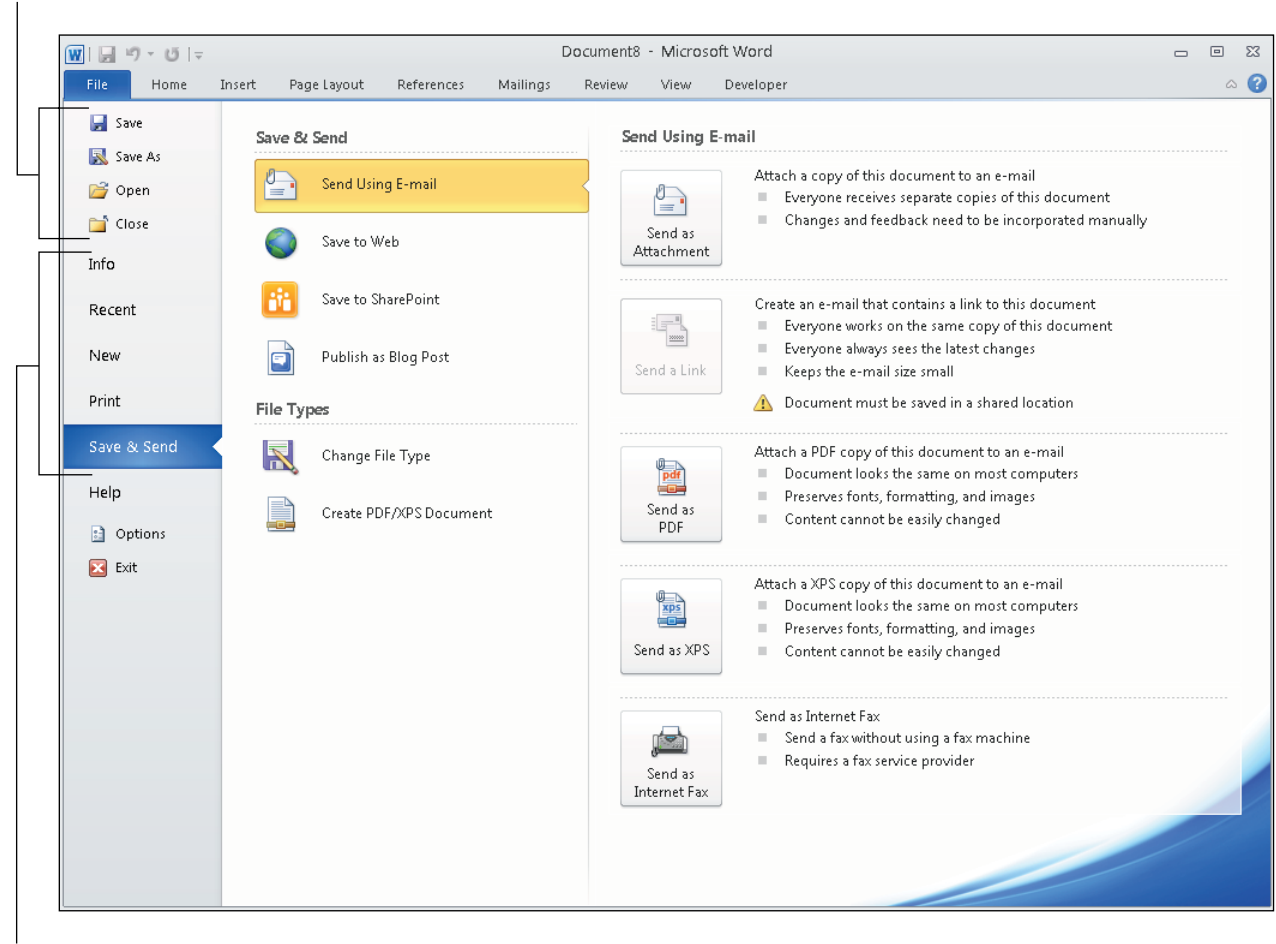 Document8 - Microsoft Word
File Home Insert Page Layout References Mailings Review View Developer
Save
Save As
Open
Close
Info
Recent
New
Print
Save & Send
Help
Options
Exit
Save & Send
Send Using E-mail
Save to Web
Save to SharePoint
Publish as Blog Post
File Types
Change File Type
Create PDF/XPS Document
Send Using E-mail
Send as
Attachment
Attach a copy of this document to an e-mail
Everyone receives separate copies of this document
Changes and feedback need to be incorporated manually
Send a Link
Create an e-mail that contains a link to this document
Everyone works on the same copy of this document
Everyone always sees the latest changes
Keeps the e-mail size small
Document must be saved in a shared location
pdf
Send as
PDF
Attach a PDF copy of this document to an e-mail
Document looks the same on most computers
Preserves fonts, formatting, and images
Content cannot be easily changed
xps
Send as XPS
Attach a XPS copy of this document to an e-mail
Document looks the same on most computers
Preserves fonts, formatting, and images
Content cannot be easily changed
Send as
Internet Fax
Send as Internet Fax
Send a fax without using a fax machine
Requires a fax service provider